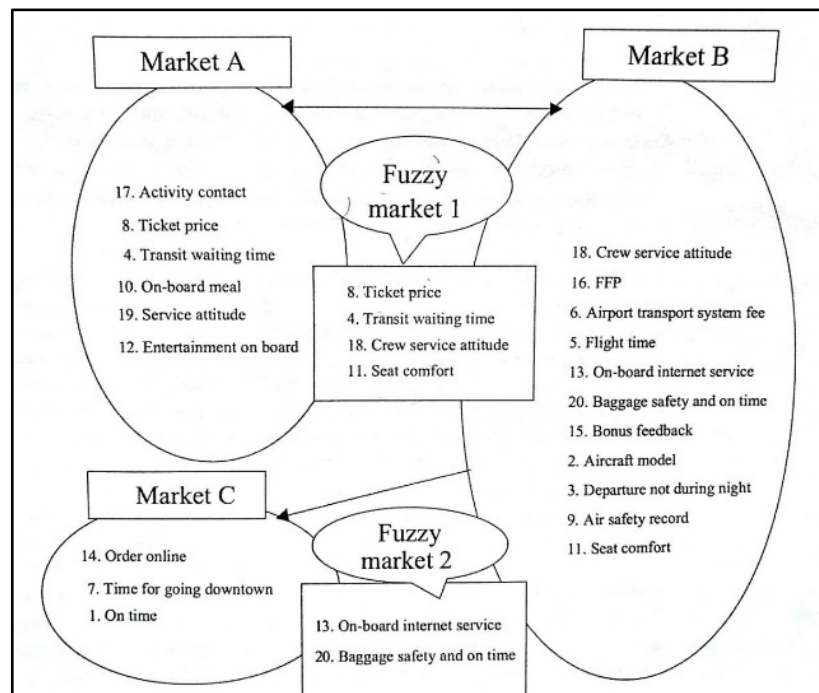 Market A
Market B
Fuzzy
market 1
17. Activity contact
8. Ticket price
4. Transit waiting time
10. On-board meal
19. Service attitude
12. Entertainment on board
8. Ticket price
4. Transit waiting time
18. Crew service attitude
11. Seat comfort
18. Crew service attitude
16. FFP
6. Airport transport system fee
5. Flight time
13. On-board internet service
20. Baggage safety and on time
15. Bonus feedback
2. Aircraft model
3. Departure not during night
9. Air safety record
11. Seat comfort
Market C
Fuzzy
market 2
14. Order online
7. Time for going downtown
1. On time
13. On-board internet service
20. Baggage safety and on time